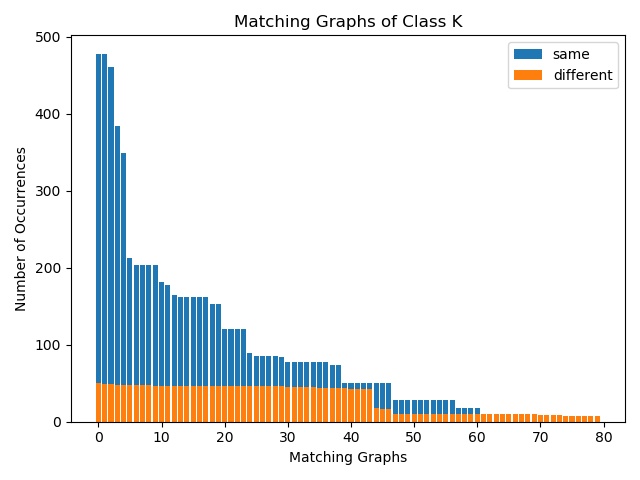 Matching Graphs of Class K
same
different
Number of Occurrences
500
400
300
200
100
0
0 10 20 30 40 50 60 70 80
Matching Graphs